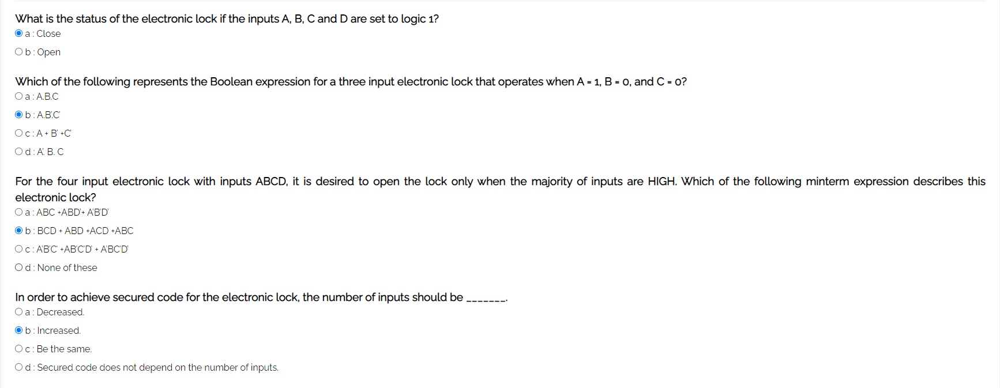 What is the status of the electronic lock if the inputs A, B, C and D are set to logic 1?
a : Close
b : Open
Which of the following represents the Boolean expression for a three input electronic lock that operates when A = 1, B = 0, and C = 0?
a : A.B.C
b : A.B'.C'
c : A + B' +C'
d : A'. B. C
For the four input electronic lock with inputs ABCD, it is desired to open the lock only when the majority of inputs are HIGH. Which of the following minterm expression describes this
electronic lock?
a : ABC +ABD'+ A'B'D'
b : BCD + ABD +ACD +ABC
c : A'B'C' +AB'C'D' + A'BC'D'
d : None of these
In order to achieve secured code for the electronic lock, the number of inputs should be _______.
a : Decreased.
b : Increased.
c : Be the same.
d : Secured code does not depend on the number of inputs.